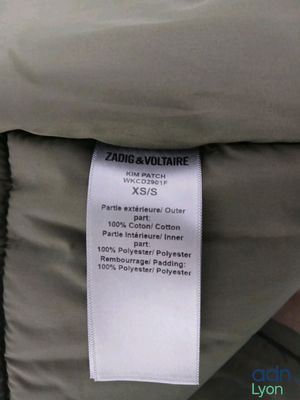 ZADIG&VOLTAIRE
KIM PATCH
WKCD2901F
XS/S
Partie extérieure/ Outer
part:
100% Coton/ Cotton
Partie Intérieure/ Inner
part:
100% Polyester/ Polyester
Rembourrage/ Padding:
100% Polyester/ Polyester
adn
Lyon